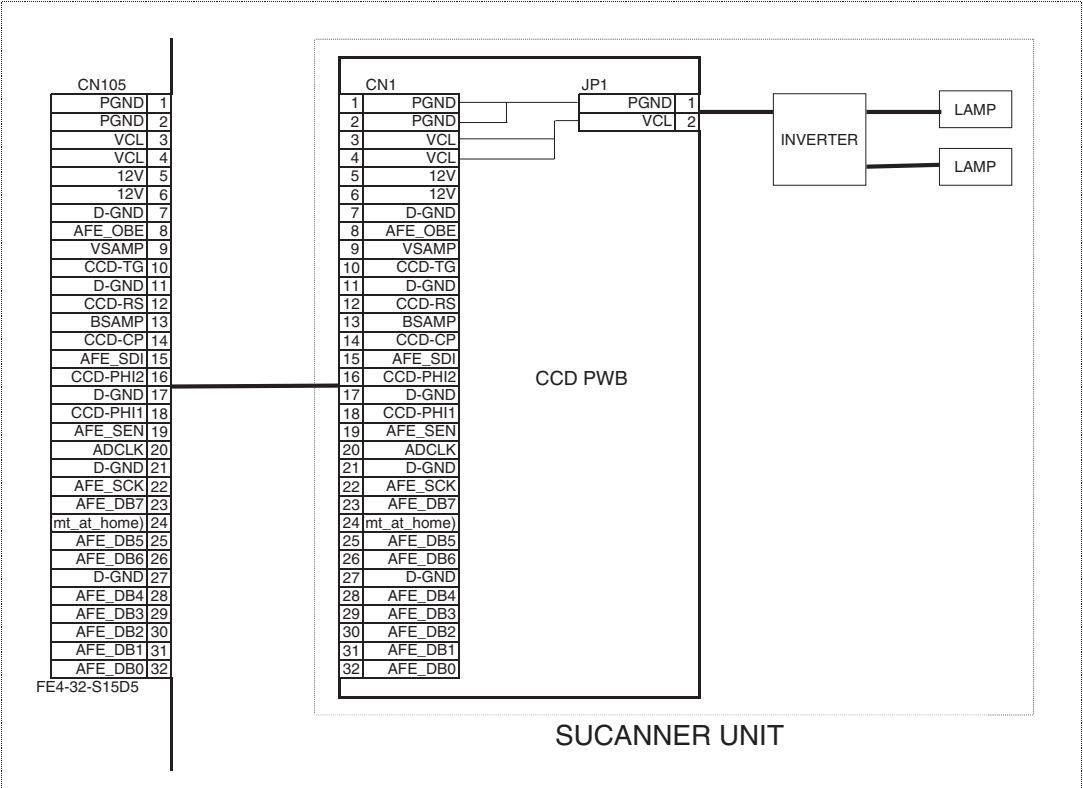 CN105
PGND 1
PGND 2
VCL 3
VCL 4
12V 5
12V 6
D-GND 7
AFE_OBE 8
VSAMP 9
CCD-TG 10
D-GND 11
CCD-RS 12
BSAMP 13
CCD-CP 14
AFE_SDI 15
CCD-PHI2 16
D-GND 17
CCD-PHI1 18
AFE_SEN 19
ADCLK 20
D-GND 21
AFE_SCK 22
AFE_DB7 23
mt_at_home) 24
AFE_DB5 25
AFE_DB6 26
D-GND 27
AFE_DB4 28
AFE_DB3 29
AFE_DB2 30
AFE_DB1 31
AFE_DB0 32
FE4-32-S15D5
CN1
1 PGND
2 PGND
3 VCL
4 VCL
5 12V
6 12V
7 D-GND
8 AFE_OBE
9 VSAMP
10 CCD-TG
11 D-GND
12 CCD-RS
13 BSAMP
14 CCD-CP
15 AFE_SDI
16 CCD-PHI2
17 D-GND
18 CCD-PHI1
19 AFE_SEN
20 ADCLK
21 D-GND
22 AFE_SCK
23 AFE_DB7
24 mt_at_home)
25 AFE_DB5
26 AFE_DB6
27 D-GND
28 AFE_DB4
29 AFE_DB3
30 AFE_DB2
31 AFE_DB1
32 AFE_DB0
JP1
PGND 1
VCL 2
CCD PWB
INVERTER
LAMP
LAMP
SUCANNER UNIT